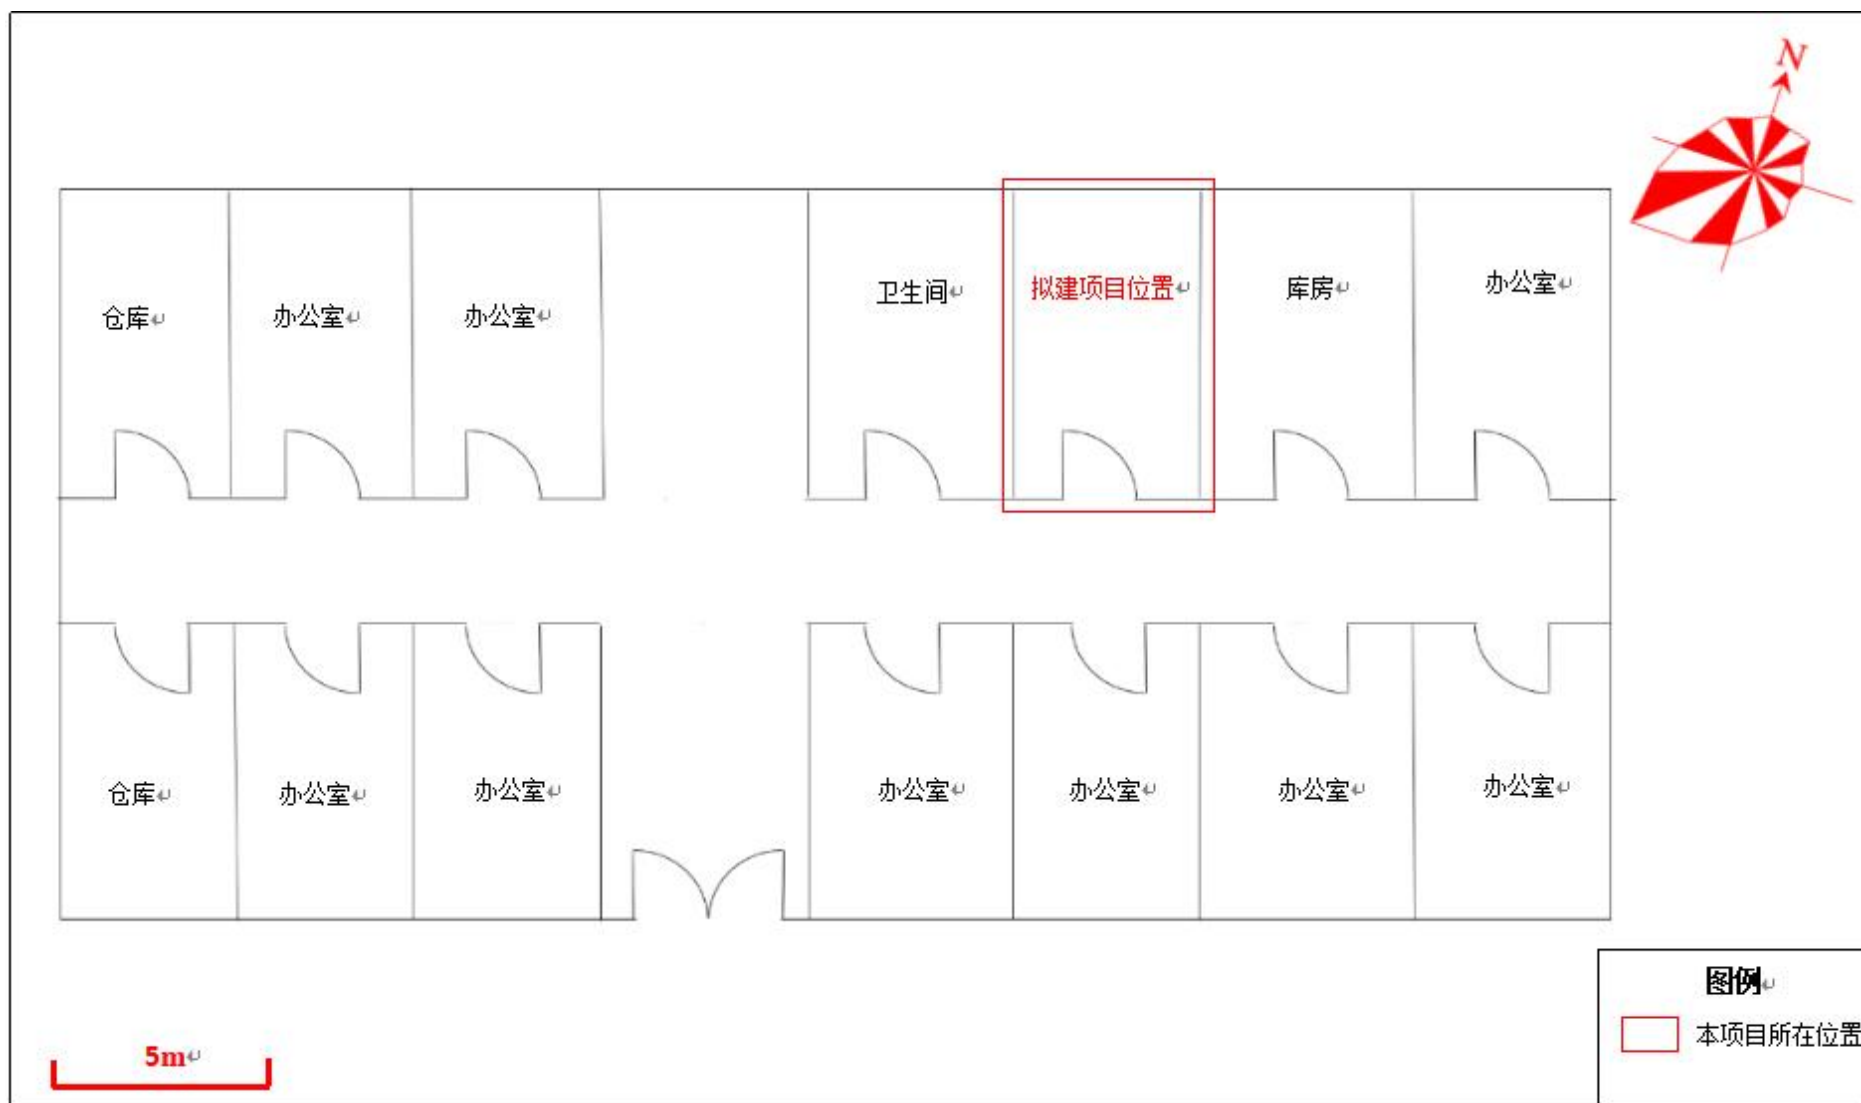 N
仓库
办公室
办公室
卫生间
拟建项目位置
库房
办公室
仓库
办公室
办公室
办公室
办公室
办公室
办公室
图例
本项目所在位置
5m